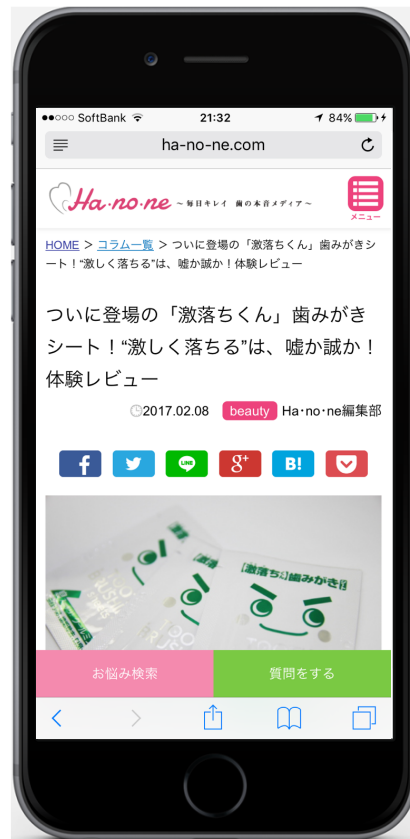 ●●○○○ SoftBank 21:32 84%
ha-no-ne.com
Ha・no・ne ～毎日キレイ 歯の本音メディア～
メニュー
HOME > コラム一覧 > ついに登場の「激落ちくん」歯みがきシ
ート！“激しく落ちる”は、嘘か誠か！体験レビュー
ついに登場の「激落ちくん」歯みがき
シート！“激しく落ちる”は、嘘か誠か！
体験レビュー
2017.02.08 beauty Ha･no･ne編集部
f LINE g+ B!
【激落ち】歯みがき
お悩み検索 質問をする